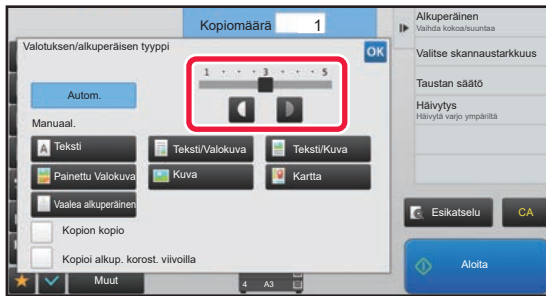 Kopiomäärä 1
Alkuperäinen
Vaihda kokoa/suuntaa
Valotuksen/alkuperäisen tyyppi
OK
Valitse skannaustarkkuus
1 3 5
Autom.
Taustan säätö
Häivytys
Häivytä varjo ympäriltä
Manuaal.
Teksti
Teksti/Valokuva
Teksti/Kuva
Painettu Valokuva
Kuva
Kartta
Vaalea alkuperäinen
Kopion kopio
Kopioi alkup. korost. viivoilla
Esikatselu
CA
Muut
4 A3
Aloita